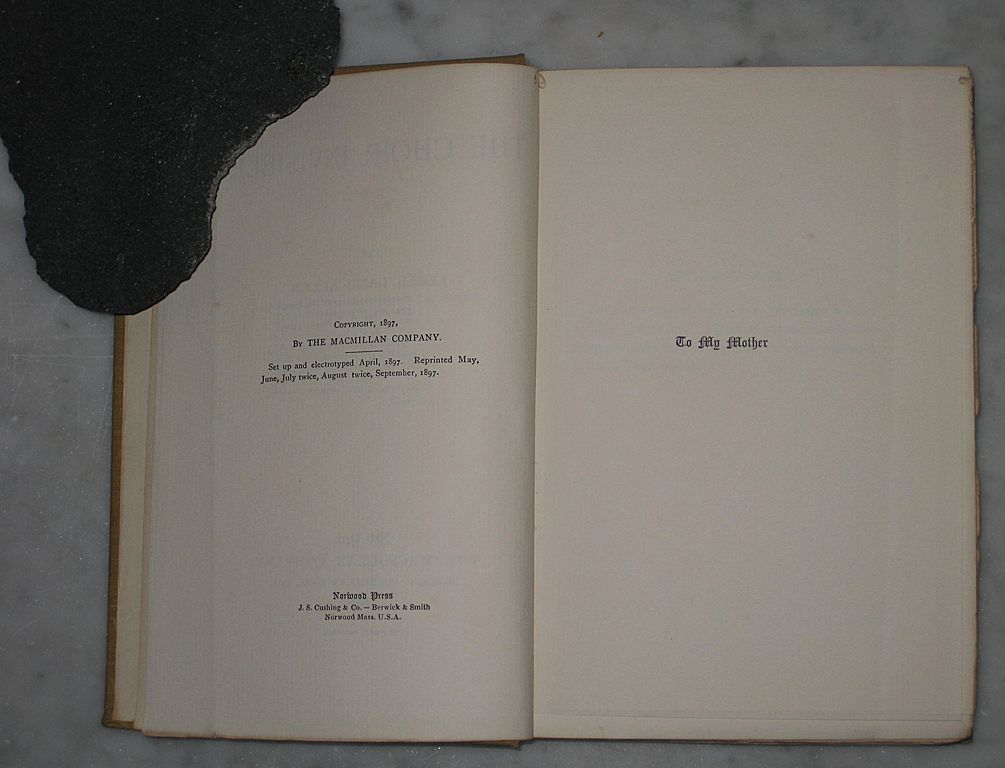 COPYRIGHT, 1897,
BY THE MACMILLAN COMPANY.
Set up and electrotyped April, 1897. Reprinted May,
June, July twice, August twice, September, 1897.
Norwood Press
J. S. Cushing & Co. – Berwick & Smith
Norwood Mass. U.S.A.
To My Mother